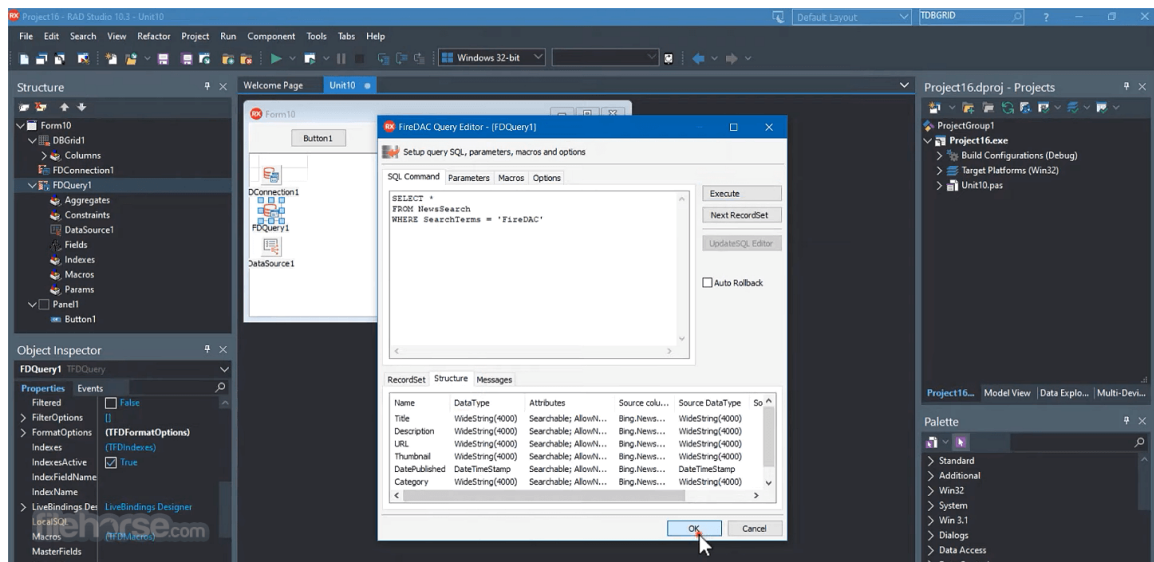 Project16 - RAD Studio 10.3 - Unit10
Default Layout
TDBGRID
File Edit Search View Refactor Project Run Component Tools Tabs Help
Windows 32-bit
Structure
Form10
DBGrid1
Columns
FDConnection1
FDQuery1
Aggregates
Constraints
DataSource1
Fields
Indexes
Macros
Params
Panel1
Button1
Object Inspector
FDQuery1 TFDQuery
Properties Events
Filtered False
FilterOptions []
FormatOptions (TFDFormatOptions)
Indexes (TFDIndexes)
IndexesActive True
IndexFieldName
IndexName
LiveBindings Des LiveBindings Designer
LocalSQL
Macros (TFDMacros)
MasterFields
filehorse.com
Welcome Page Unit10
Form10
Button1
DConnection1
FDQuery1
DataSource1
FireDAC Query Editor - [FDQuery1]
Setup query SQL, parameters, macros and options
SQL Command Parameters Macros Options
SELECT *
FROM NewsSearch
WHERE SearchTerms = 'FireDAC'
Execute
Next RecordSet
UpdateSQL Editor
Auto Rollback
RecordSet Structure Messages
Name DataType Attributes Source colu... Source DataType So
Title WideString(4000) Searchable; AllowN... Bing.News... WideString(4000)
Description WideString(4000) Searchable; AllowN... Bing.News... WideString(4000)
URL WideString(4000) Searchable; AllowN... Bing.News... WideString(4000)
Thumbnail WideString(4000) Searchable; AllowN... Bing.News... WideString(4000)
DatePublished DateTimeStamp Searchable; AllowN... Bing.News... DateTimeStamp
Category WideString(4000) Searchable; AllowN... Bing.News... WideString(4000)
OK Cancel
Project16.dproj - Projects
ProjectGroup1
Project16.exe
Build Configurations (Debug)
Target Platforms (Win32)
Unit10.pas
Project16... Model View Data Explo... Multi-Devi...
Palette
Standard
Additional
Win32
System
Win 3.1
Dialogs
Data Access